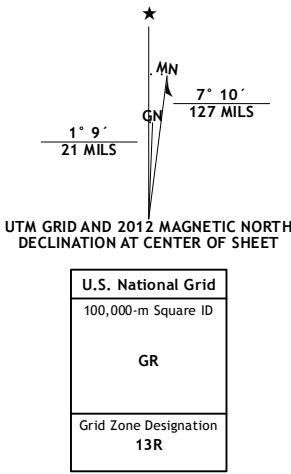 MN
GN
7° 10´
127 MILS
1° 9´
21 MILS
UTM GRID AND 2012 MAGNETIC NORTH
DECLINATION AT CENTER OF SHEET
U.S. National Grid
100,000-m Square ID
GR
Grid Zone Designation
13R